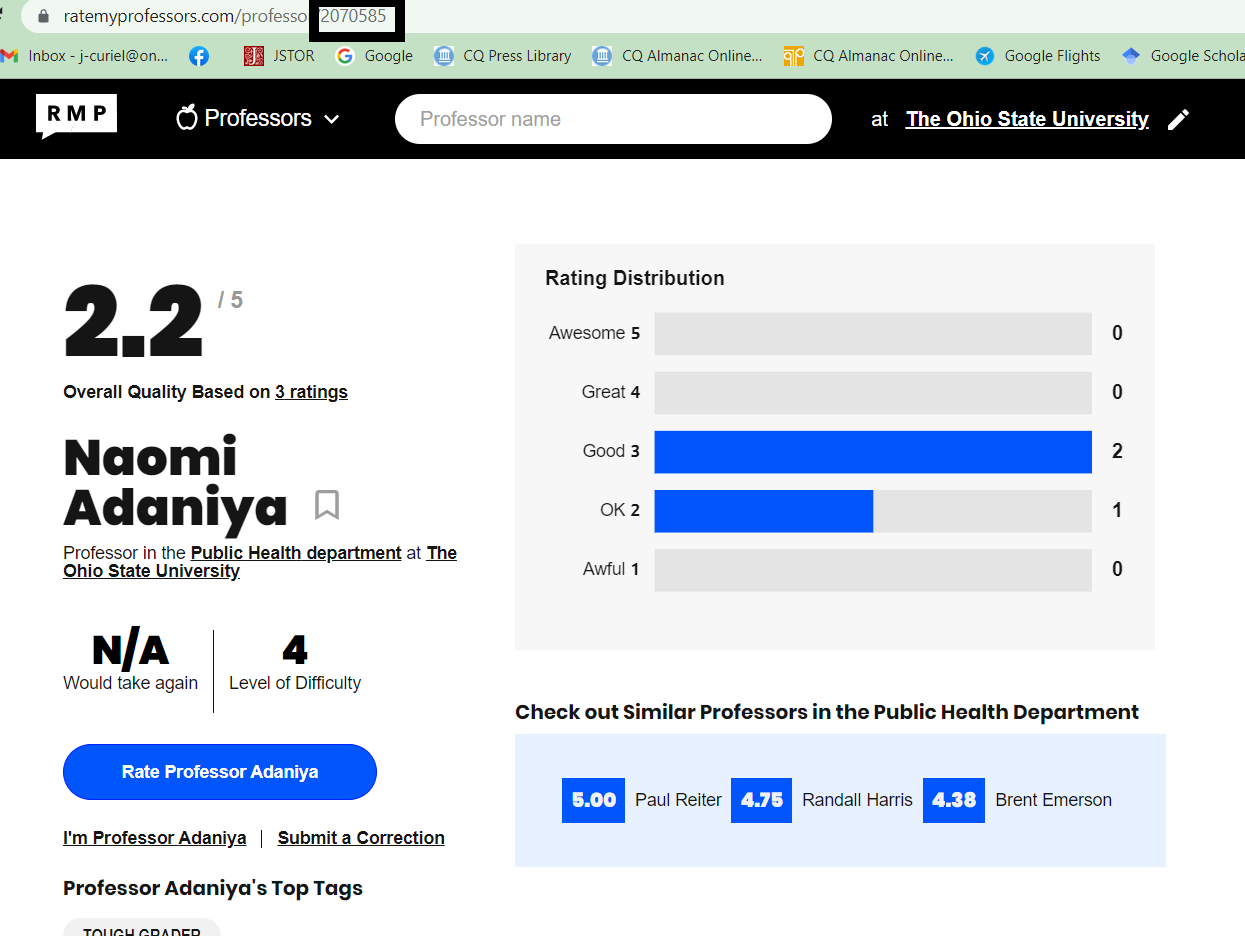 ratemyprofessors.com/professo /2070585
Inbox - j-curiel@on... JSTOR Google CQ Press Library CQ Almanac Online... CQ Almanac Online... Google Flights Google Schola
RMP Professors Professor name at The Ohio State University
2.2 / 5
Overall Quality Based on 3 ratings
Naomi
Adaniya
Professor in the Public Health department at The
Ohio State University
N/A 4
Would take again Level of Difficulty
Rate Professor Adaniya
I'm Professor Adaniya | Submit a Correction
Professor Adaniya's Top Tags
TOUGH GRADER
Rating Distribution
Awesome 5 0
Great 4 0
Good 3 2
OK 2 1
Awful 1 0
Check out Similar Professors in the Public Health Department
5.00 Paul Reiter 4.75 Randall Harris 4.38 Brent Emerson